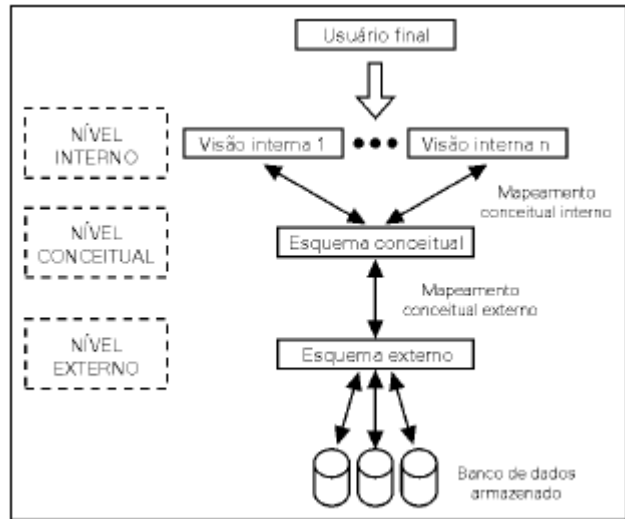 Usuário final
NÍVEL
INTERNO
Visão interna 1
Visão interna n
Mapeamento
conceitual interno
NÍVEL
CONCEITUAL
Esquema conceitual
Mapeamento
conceitual externo
NÍVEL
EXTERNO
Esquema externo
Banco de dados
armazenado